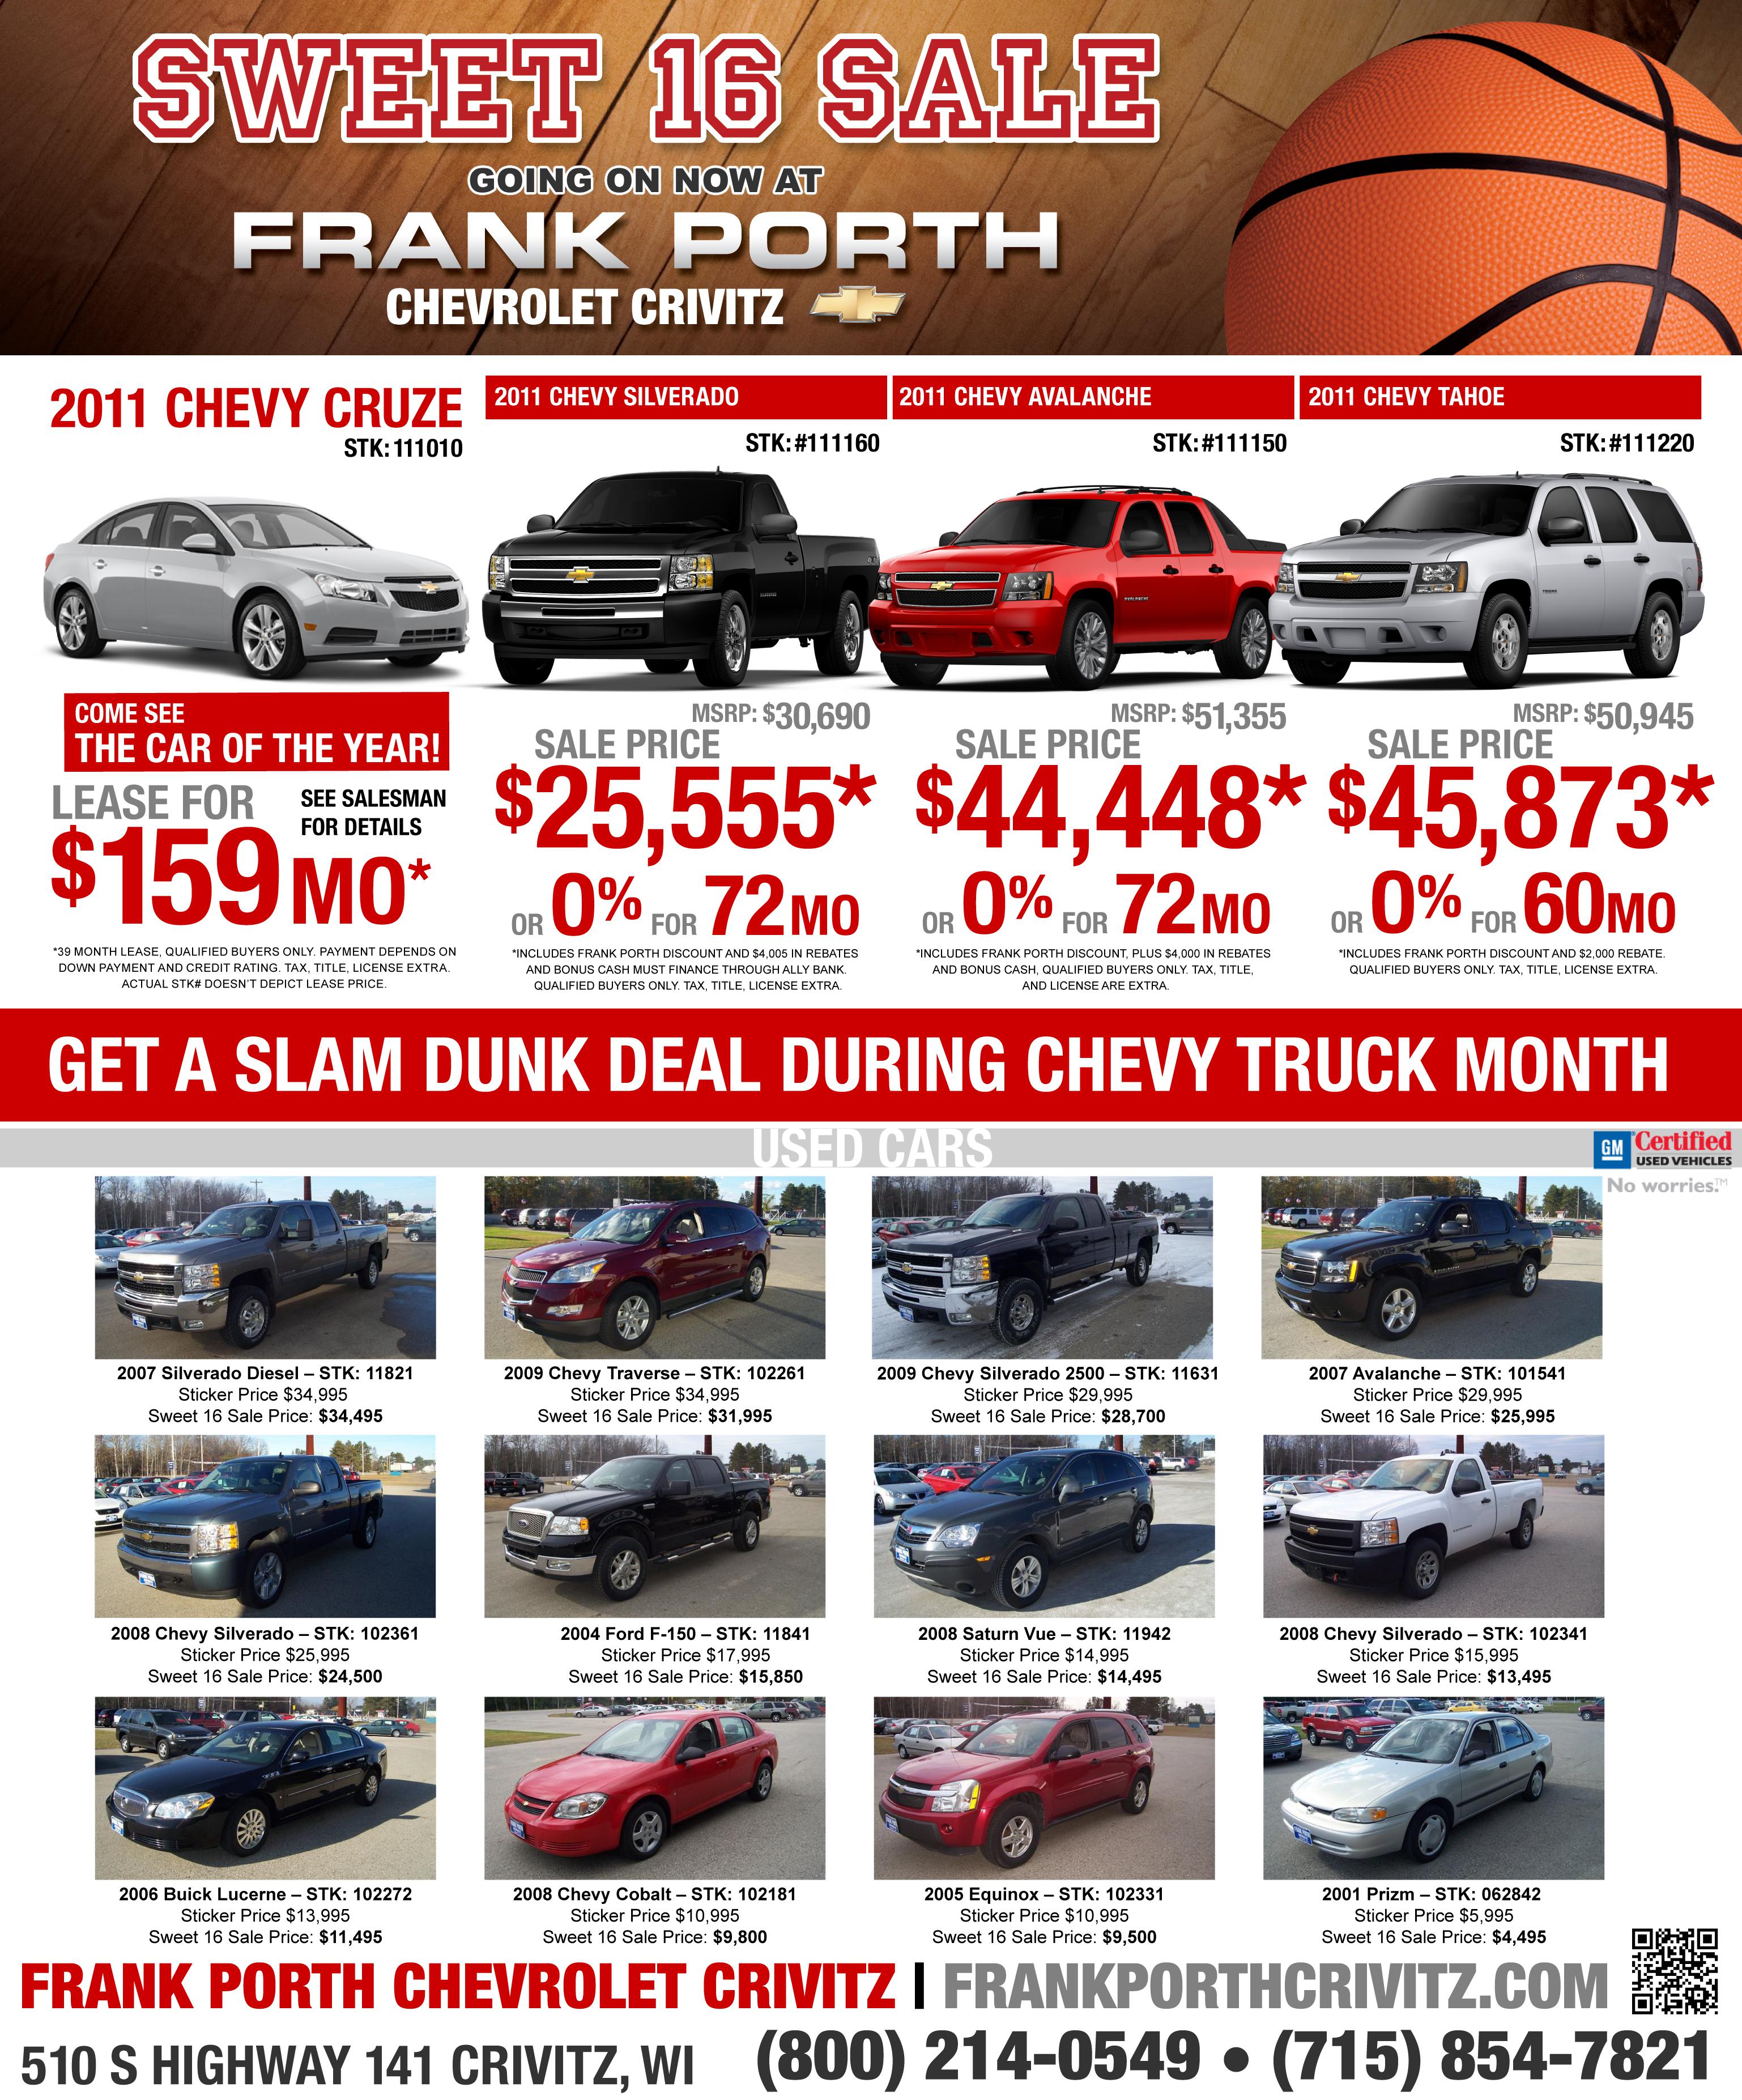 SWEET 16 SALE
GOING ON NOW AT
FRANK PORTH
CHEVROLET CRIVITZ
2011 CHEVY CRUZE
STK: 111010
COME SEE
THE CAR OF THE YEAR!
LEASE FOR
SEE SALESMAN
FOR DETAILS
$159 MO*
*39 MONTH LEASE, QUALIFIED BUYERS ONLY. PAYMENT DEPENDS ON
DOWN PAYMENT AND CREDIT RATING. TAX, TITLE, LICENSE EXTRA.
ACTUAL STK# DOESN'T DEPICT LEASE PRICE.
2011 CHEVY SILVERADO
STK: #111160
MSRP: $30,690
SALE PRICE
$25,555*
OR 0% FOR 72 MO
*INCLUDES FRANK PORTH DISCOUNT AND $4,005 IN REBATES
AND BONUS CASH MUST FINANCE THROUGH ALLY BANK.
QUALIFIED BUYERS ONLY. TAX, TITLE, LICENSE EXTRA.
2011 CHEVY AVALANCHE
STK: #111150
MSRP: $51,355
SALE PRICE
$44,448*
OR 0% FOR 72 MO
*INCLUDES FRANK PORTH DISCOUNT, PLUS $4,000 IN REBATES
AND BONUS CASH, QUALIFIED BUYERS ONLY. TAX, TITLE,
AND LICENSE ARE EXTRA.
2011 CHEVY TAHOE
STK: #111220
MSRP: $50,945
SALE PRICE
$45,873*
OR 0% FOR 60 MO
*INCLUDES FRANK PORTH DISCOUNT AND $2,000 REBATE.
QUALIFIED BUYERS ONLY. TAX, TITLE, LICENSE EXTRA.
GET A SLAM DUNK DEAL DURING CHEVY TRUCK MONTH
USED CARS
GM Certified
USED VEHICLES
No worries.™
2007 Silverado Diesel – STK: 11821
Sticker Price $34,995
Sweet 16 Sale Price: $34,495
2009 Chevy Traverse – STK: 102261
Sticker Price $34,995
Sweet 16 Sale Price: $31,995
2009 Chevy Silverado 2500 – STK: 11631
Sticker Price $29,995
Sweet 16 Sale Price: $28,700
2007 Avalanche – STK: 101541
Sticker Price $29,995
Sweet 16 Sale Price: $25,995
2008 Chevy Silverado – STK: 102361
Sticker Price $25,995
Sweet 16 Sale Price: $24,500
2004 Ford F-150 – STK: 11841
Sticker Price $17,995
Sweet 16 Sale Price: $15,850
2008 Saturn Vue – STK: 11942
Sticker Price $14,995
Sweet 16 Sale Price: $14,495
2008 Chevy Silverado – STK: 102341
Sticker Price $15,995
Sweet 16 Sale Price: $13,495
2006 Buick Lucerne – STK: 102272
Sticker Price $13,995
Sweet 16 Sale Price: $11,495
2008 Chevy Cobalt – STK: 102181
Sticker Price $10,995
Sweet 16 Sale Price: $9,800
2005 Equinox – STK: 102331
Sticker Price $10,995
Sweet 16 Sale Price: $9,500
2001 Prizm – STK: 062842
Sticker Price $5,995
Sweet 16 Sale Price: $4,495
FRANK PORTH CHEVROLET CRIVITZ | FRANKPORTHCRIVITZ.COM
510 S HIGHWAY 141 CRIVITZ, WI (800) 214-0549 • (715) 854-7821